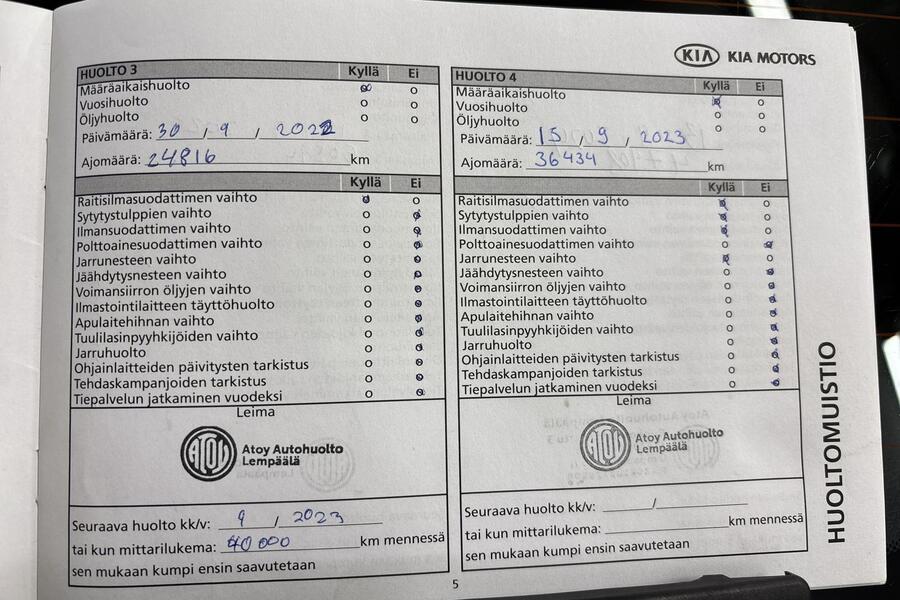 KIA KIA MOTORS
HUOLTO 3 Kyllä Ei
Määräaikaishuolto o o
Vuosihuolto o o
Öljyhuolto o o
Päivämäärä: 30 , 9 , 2022
Ajomäärä: 24816 km
Kyllä Ei
Raitisilmasuodattimen vaihto o o
Sytytystulppien vaihto o o
Ilmansuodattimen vaihto o o
Polttoainesuodattimen vaihto o o
Jarrunesteen vaihto o o
Jäähdytysnesteen vaihto o o
Voimansiirron öljyjen vaihto o o
Ilmastointilaitteen täyttöhuolto o o
Apulaitehihnan vaihto o o
Tuulilasinpyyhkijöiden vaihto o o
Jarruhuolto o o
Ohjainlaitteiden päivitysten tarkistus o o
Tehdaskampanjoiden tarkistus o o
Tiepalvelun jatkaminen vuodeksi o o
Leima
ATOY Atoy Autohuolto
Lempäälä
Seuraava huolto kk/v: 9 / 2023
tai kun mittarilukema: 40 000 km mennessä
sen mukaan kumpi ensin saavutetaan
HUOLTO 4 Kyllä Ei
Määräaikaishuolto o o
Vuosihuolto o o
Öljyhuolto o o
Päivämäärä: 15 , 9 , 2023
Ajomäärä: 36434 km
Kyllä Ei
Raitisilmasuodattimen vaihto o o
Sytytystulppien vaihto o o
Ilmansuodattimen vaihto o o
Polttoainesuodattimen vaihto o o
Jarrunesteen vaihto o o
Jäähdytysnesteen vaihto o o
Voimansiirron öljyjen vaihto o o
Ilmastointilaitteen täyttöhuolto o o
Apulaitehihnan vaihto o o
Tuulilasinpyyhkijöiden vaihto o o
Jarruhuolto o o
Ohjainlaitteiden päivitysten tarkistus o o
Tehdaskampanjoiden tarkistus o o
Tiepalvelun jatkaminen vuodeksi o o
Leima
ATOY Atoy Autohuolto
Lempäälä
Seuraava huolto kk/v: /
tai kun mittarilukema: km mennessä
sen mukaan kumpi ensin saavutetaan
HUOLTOMUISTIO
5